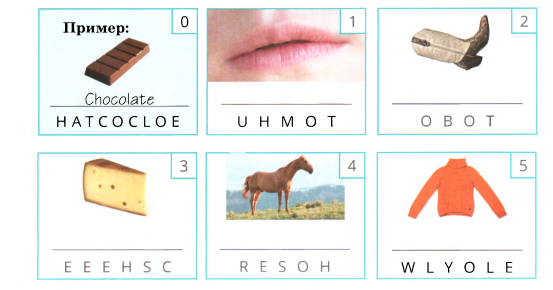 0
Пример:
Chocolate
HATCOCLOE
1
UHMOT
2
OBOT
3
EEEHSC
4
RESOH
5
WLYOLE